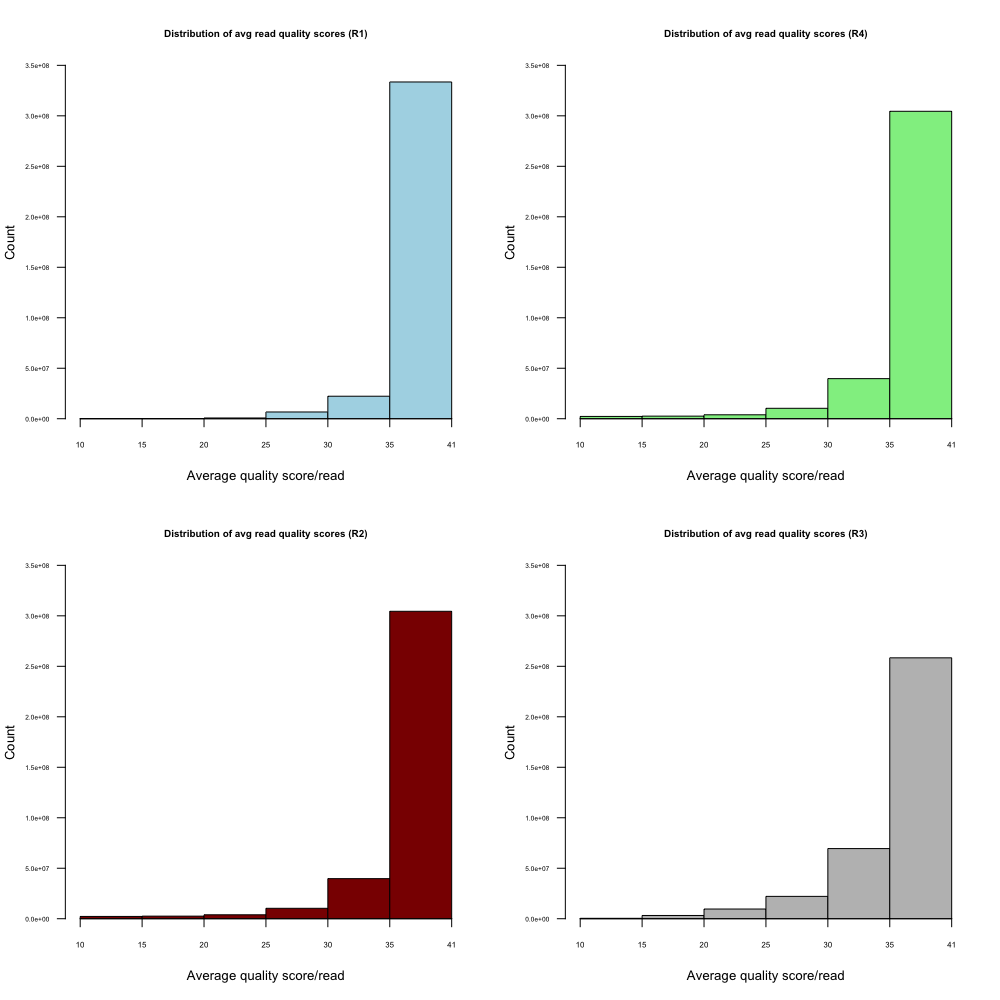 Distribution of avg read quality scores (R1)
3.5e+08
3.0e+08
2.5e+08
2.0e+08
1.5e+08
1.0e+08
5.0e+07
0.0e+00
Count
10 15 20 25 30 35 41
Average quality score/read
Distribution of avg read quality scores (R4)
3.5e+08
3.0e+08
2.5e+08
2.0e+08
1.5e+08
1.0e+08
5.0e+07
0.0e+00
Count
10 15 20 25 30 35 41
Average quality score/read
Distribution of avg read quality scores (R2)
3.5e+08
3.0e+08
2.5e+08
2.0e+08
1.5e+08
1.0e+08
5.0e+07
0.0e+00
Count
10 15 20 25 30 35 41
Average quality score/read
Distribution of avg read quality scores (R3)
3.5e+08
3.0e+08
2.5e+08
2.0e+08
1.5e+08
1.0e+08
5.0e+07
0.0e+00
Count
10 15 20 25 30 35 41
Average quality score/read